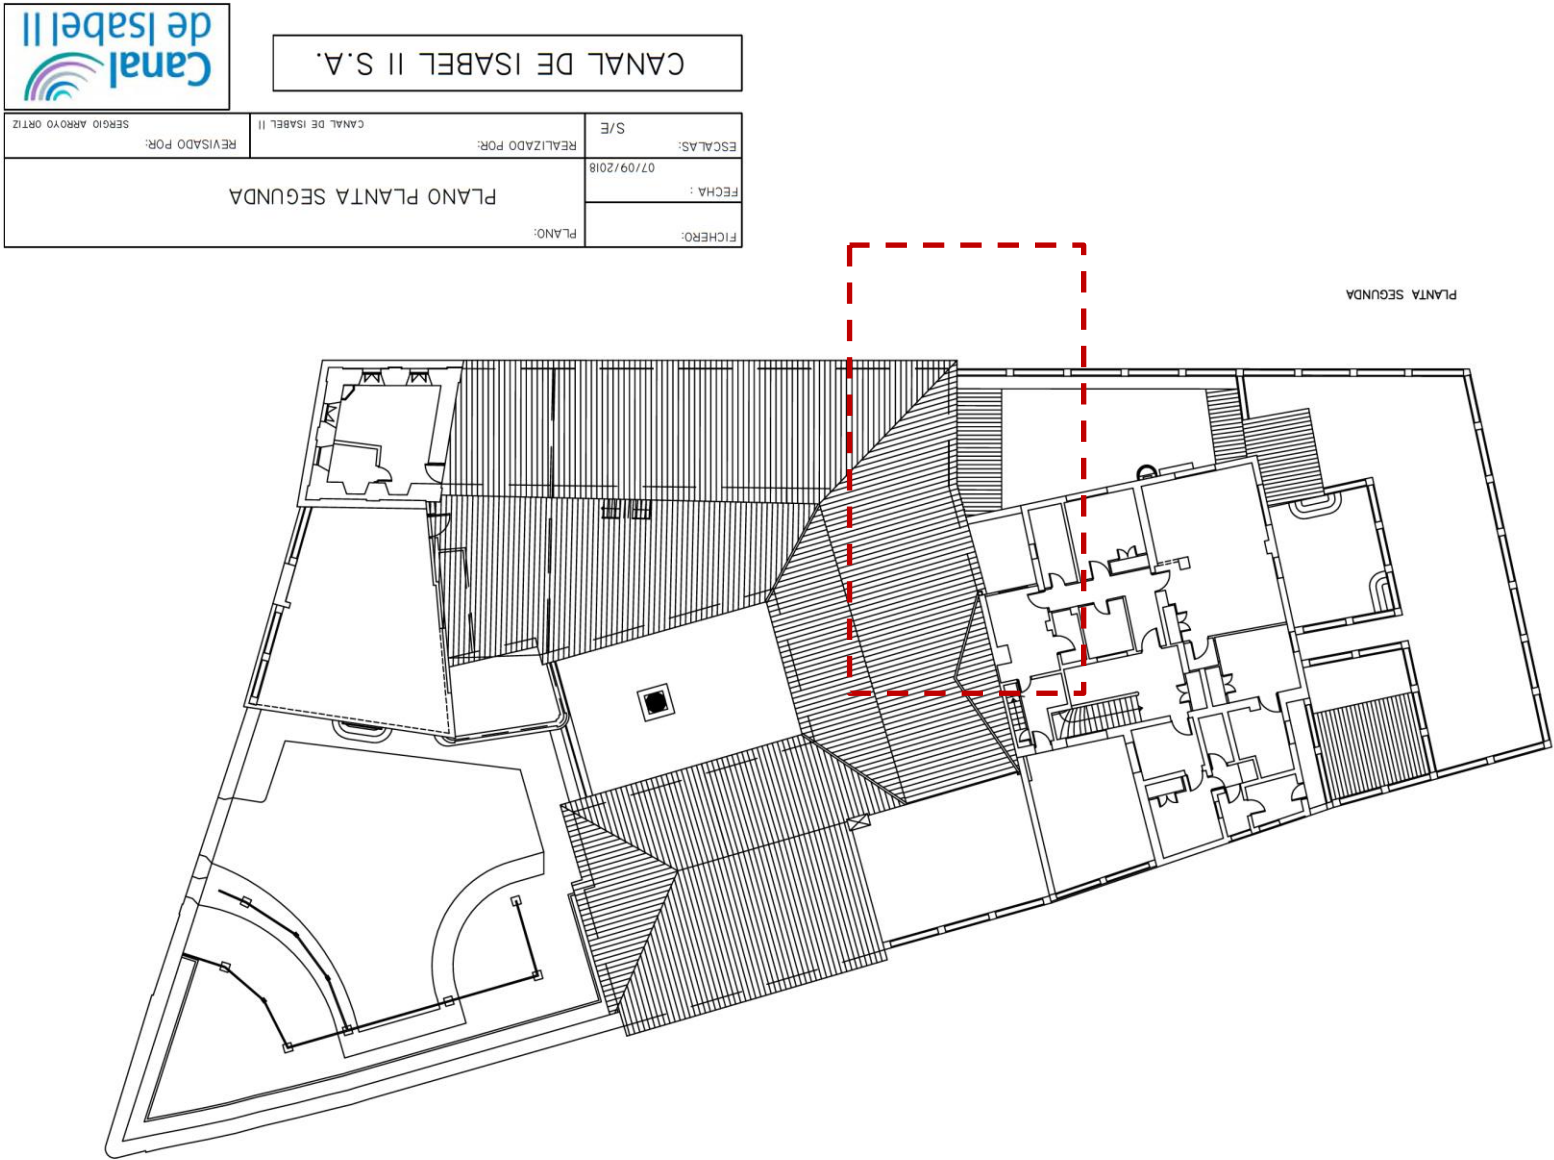 PLANTA SEGUNDA
FICHERO:
PLANO:
FECHA :
07/09/2018
PLANO PLANTA SEGUNDA
ESCALAS:
S/E
REALIZADO POR:
CANAL DE ISABEL II
REVISADO POR:
SERGIO ARROYO ORTIZ
CANAL DE ISABEL II S.A.
Canal
de Isabel II